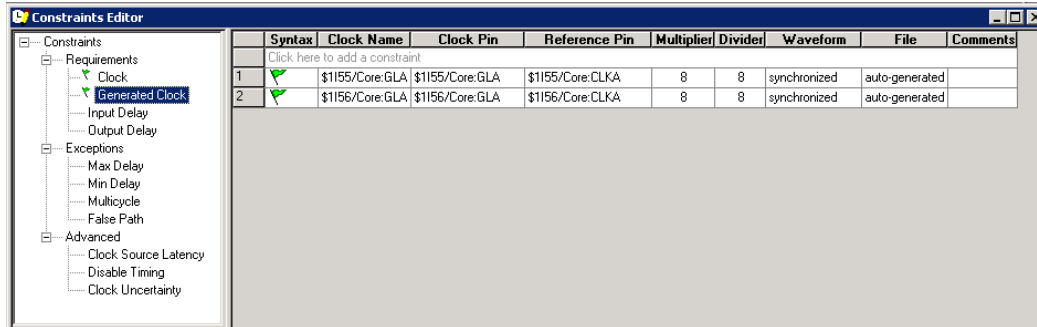 Constraints Editor
Constraints
Requirements
Clock
Generated Clock
Input Delay
Output Delay
Exceptions
Max Delay
Min Delay
Multicycle
False Path
Advanced
Clock Source Latency
Disable Timing
Clock Uncertainty
Syntax Clock Name Clock Pin Reference Pin Multiplier Divider Waveform File Comments
Click here to add a constraint
1 $1I55/Core:GLA $1I55/Core:GLA $1I55/Core:CLKA 8 8 synchronized auto-generated
2 $1I56/Core:GLA $1I56/Core:GLA $1I56/Core:CLKA 8 8 synchronized auto-generated